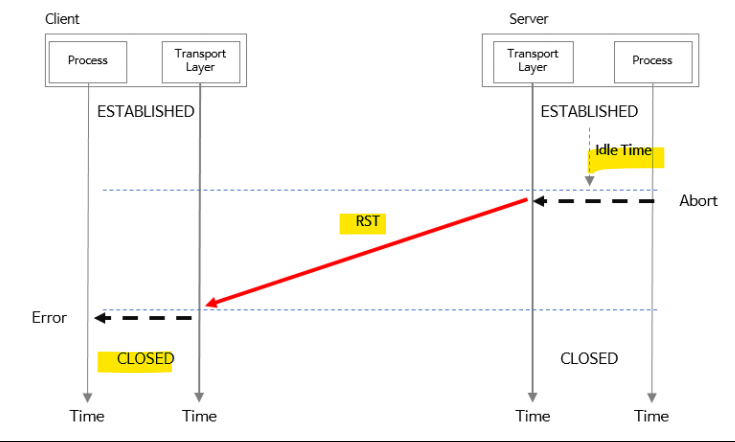 Client
Server
Process
Transport
Layer
Transport
Layer
Process
ESTABLISHED
ESTABLISHED
Idle Time
Abort
RST
Error
CLOSED
CLOSED
Time
Time
Time
Time